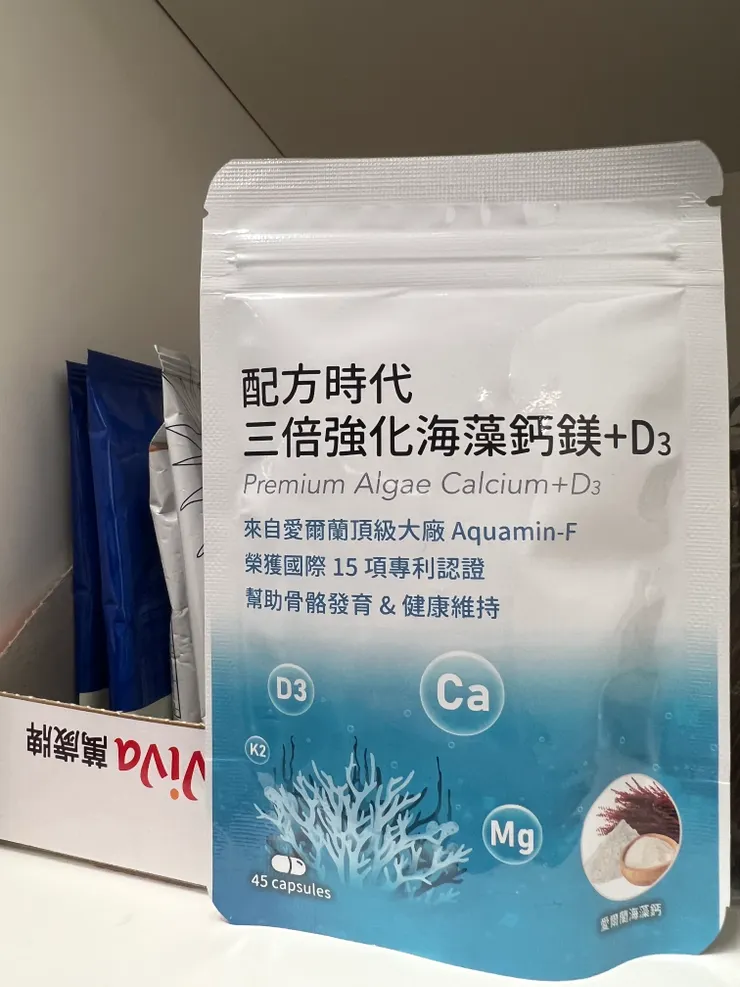 配方時代
三倍強化海藻鈣鎂+D3
Premium Algae Calcium+D3
來自愛爾蘭頂級大廠 Aquamin-F
榮獲國際 15 項專利認證
幫助骨骼發育 & 健康維持
D3
Ca
K2
Mg
45 capsules
愛爾蘭海藻鈣
ViVa 萬歲牌